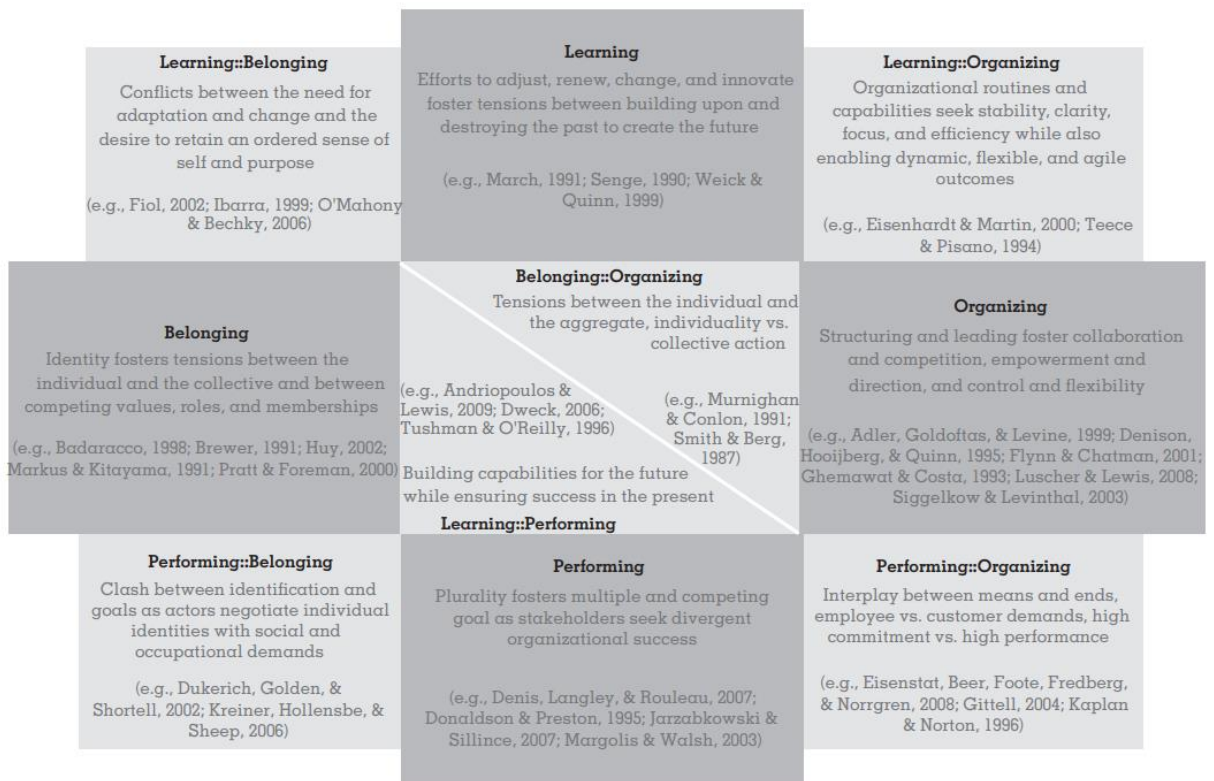 Learning::Belonging
Conflicts between the need for
adaptation and change and the
desire to retain an ordered sense of
self and purpose
(e.g., Fiol, 2002; Ibarra, 1999; O'Mahony
& Bechky, 2006)
Learning
Efforts to adjust, renew, change, and innovate
foster tensions between building upon and
destroying the past to create the future
(e.g., March, 1991; Senge, 1990; Weick &
Quinn, 1999)
Learning::Organizing
Organizational routines and
capabilities seek stability, clarity,
focus, and efficiency while also
enabling dynamic, flexible, and agile
outcomes
(e.g., Eisenhardt & Martin, 2000; Teece
& Pisano, 1994)
Belonging
Identity fosters tensions between the
individual and the collective and between
competing values, roles, and memberships
(e.g., Badaracco, 1998; Brewer, 1991; Huy, 2002;
Markus & Kitayama, 1991; Pratt & Foreman, 2000)
Belonging::Organizing
Tensions between the individual and
the aggregate, individuality vs.
collective action
(e.g., Murnighan
& Conlon, 1991;
Smith & Berg,
1987)
(e.g., Andriopoulos &
Lewis, 2009; Dweck, 2006;
Tushman & O'Reilly, 1996)
Building capabilities for the future
while ensuring success in the present
Learning::Performing
Organizing
Structuring and leading foster collaboration
and competition, empowerment and
direction, and control and flexibility
(e.g., Adler, Goldoftas, & Levine, 1999; Denison,
Hooijberg, & Quinn, 1995; Flynn & Chatman, 2001;
Ghemawat & Costa, 1993; Luscher & Lewis, 2008;
Siggelkow & Levinthal, 2003)
Performing::Belonging
Clash between identification and
goals as actors negotiate individual
identities with social and
occupational demands
(e.g., Dukerich, Golden, &
Shortell, 2002; Kreiner, Hollensbe, &
Sheep, 2006)
Performing
Plurality fosters multiple and competing
goal as stakeholders seek divergent
organizational success
(e.g., Denis, Langley, & Rouleau, 2007;
Donaldson & Preston, 1995; Jarzabkowski &
Sillince, 2007; Margolis & Walsh, 2003)
Performing::Organizing
Interplay between means and ends,
employee vs. customer demands, high
commitment vs. high performance
(e.g., Eisenstat, Beer, Foote, Fredberg,
& Norrgren, 2008; Gittell, 2004; Kaplan
& Norton, 1996)